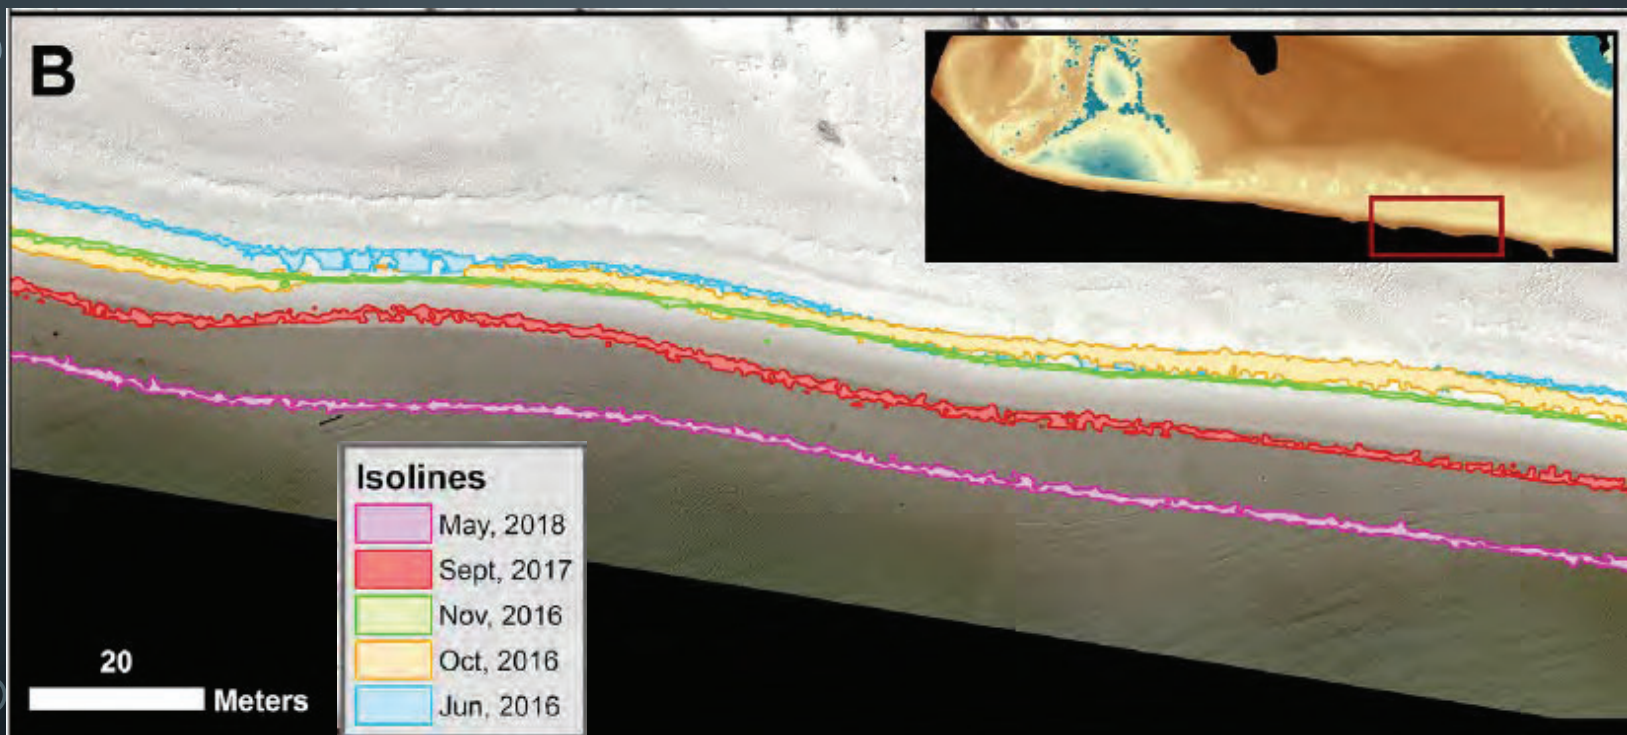 B
Isolines
May, 2018
Sept, 2017
Nov, 2016
Oct, 2016
Jun, 2016
20
Meters